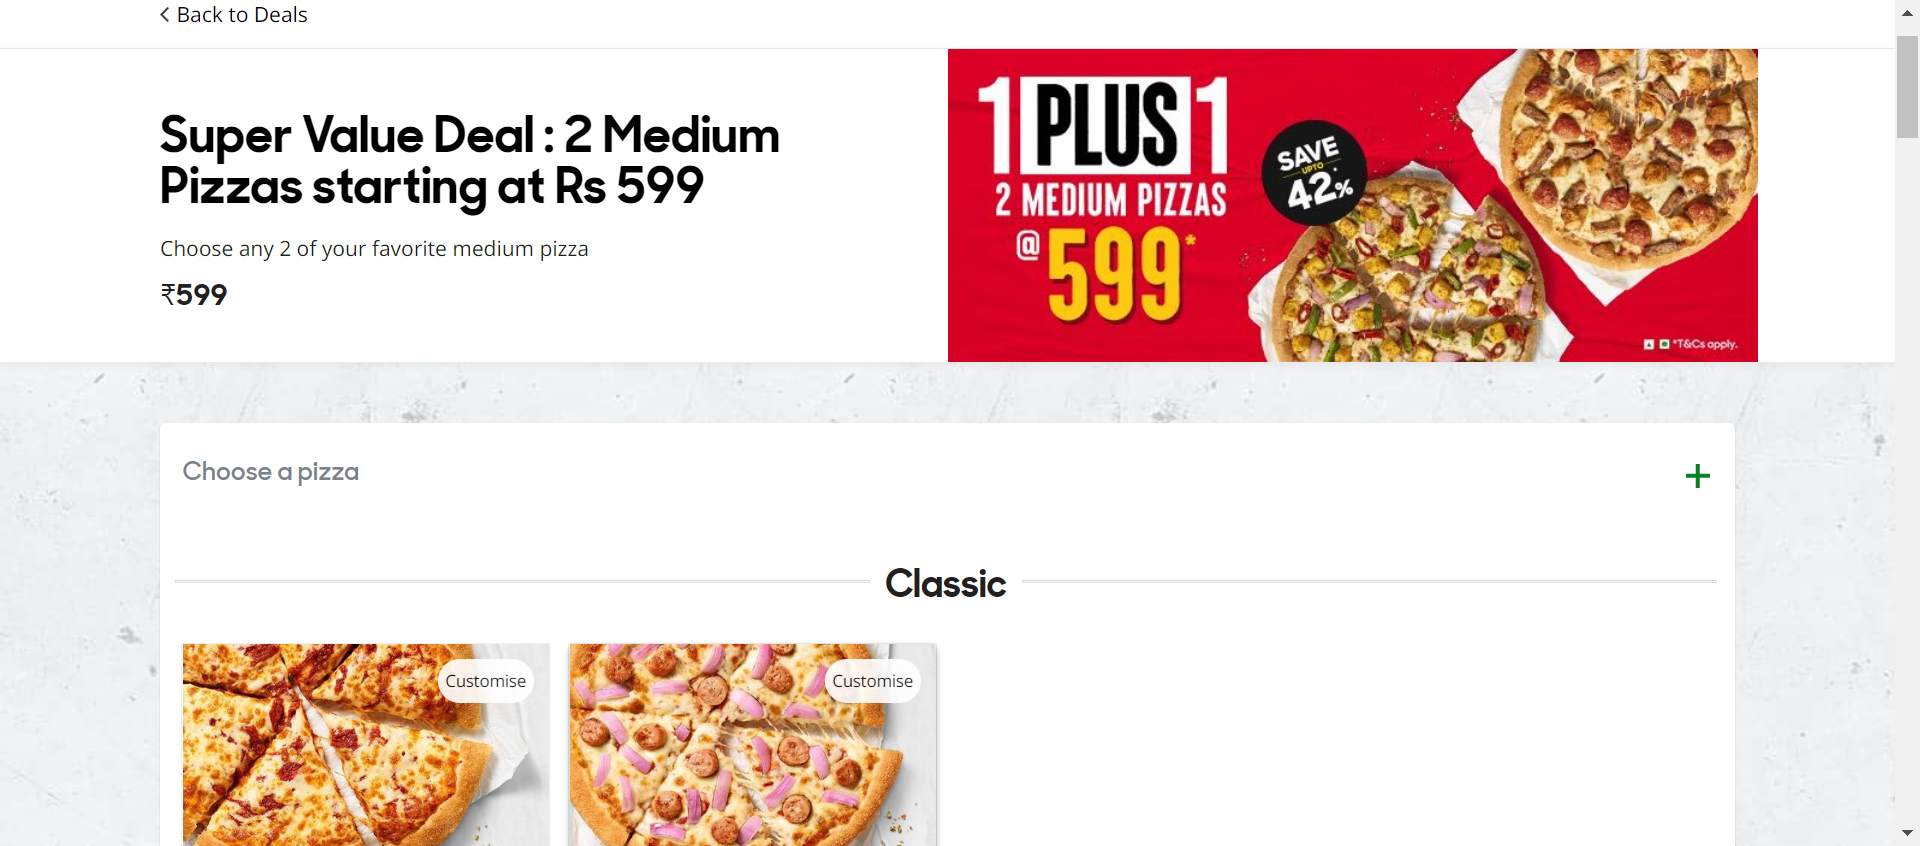 Back to Deals
Super Value Deal : 2 Medium
Pizzas starting at Rs 599
Choose any 2 of your favorite medium pizza
₹599
1 PLUS 1
2 MEDIUM PIZZAS
@ 599*
SAVE
UPTO
42%*
*T&Cs apply.
Choose a pizza
Classic
Customise
Customise